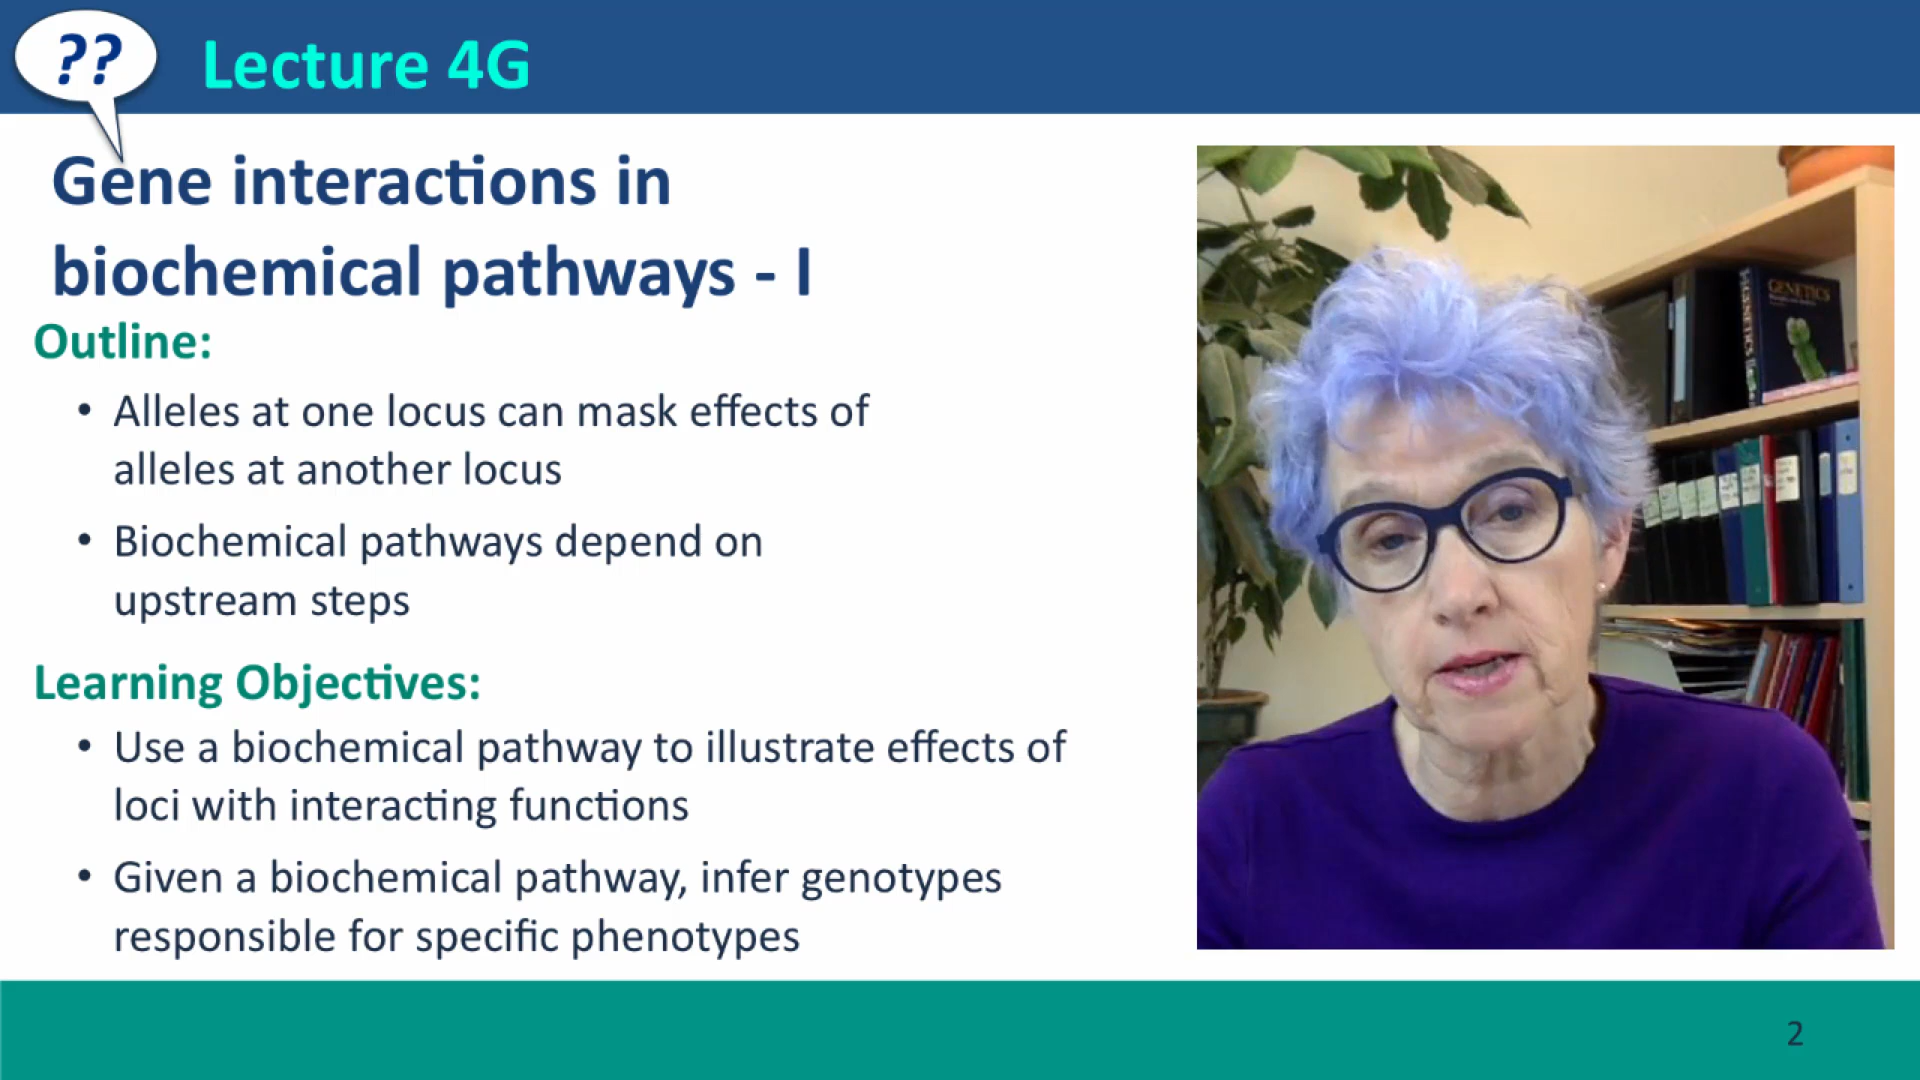 ??
Lecture 4G
Gene interactions in
biochemical pathways - I
Outline:
• Alleles at one locus can mask effects of
alleles at another locus
• Biochemical pathways depend on
upstream steps
Learning Objectives:
• Use a biochemical pathway to illustrate effects of
loci with interacting functions
• Given a biochemical pathway, infer genotypes
responsible for specific phenotypes
GENETICS
GENETICS
2